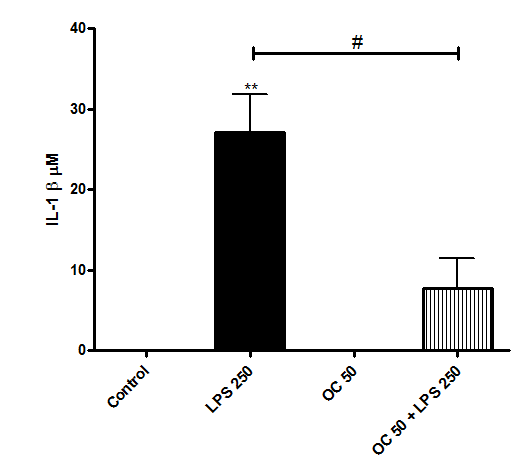 40
#
**
30
20
10
0
IL-1 β μM
Control
LPS 250
OC 50
OC 50 + LPS 250